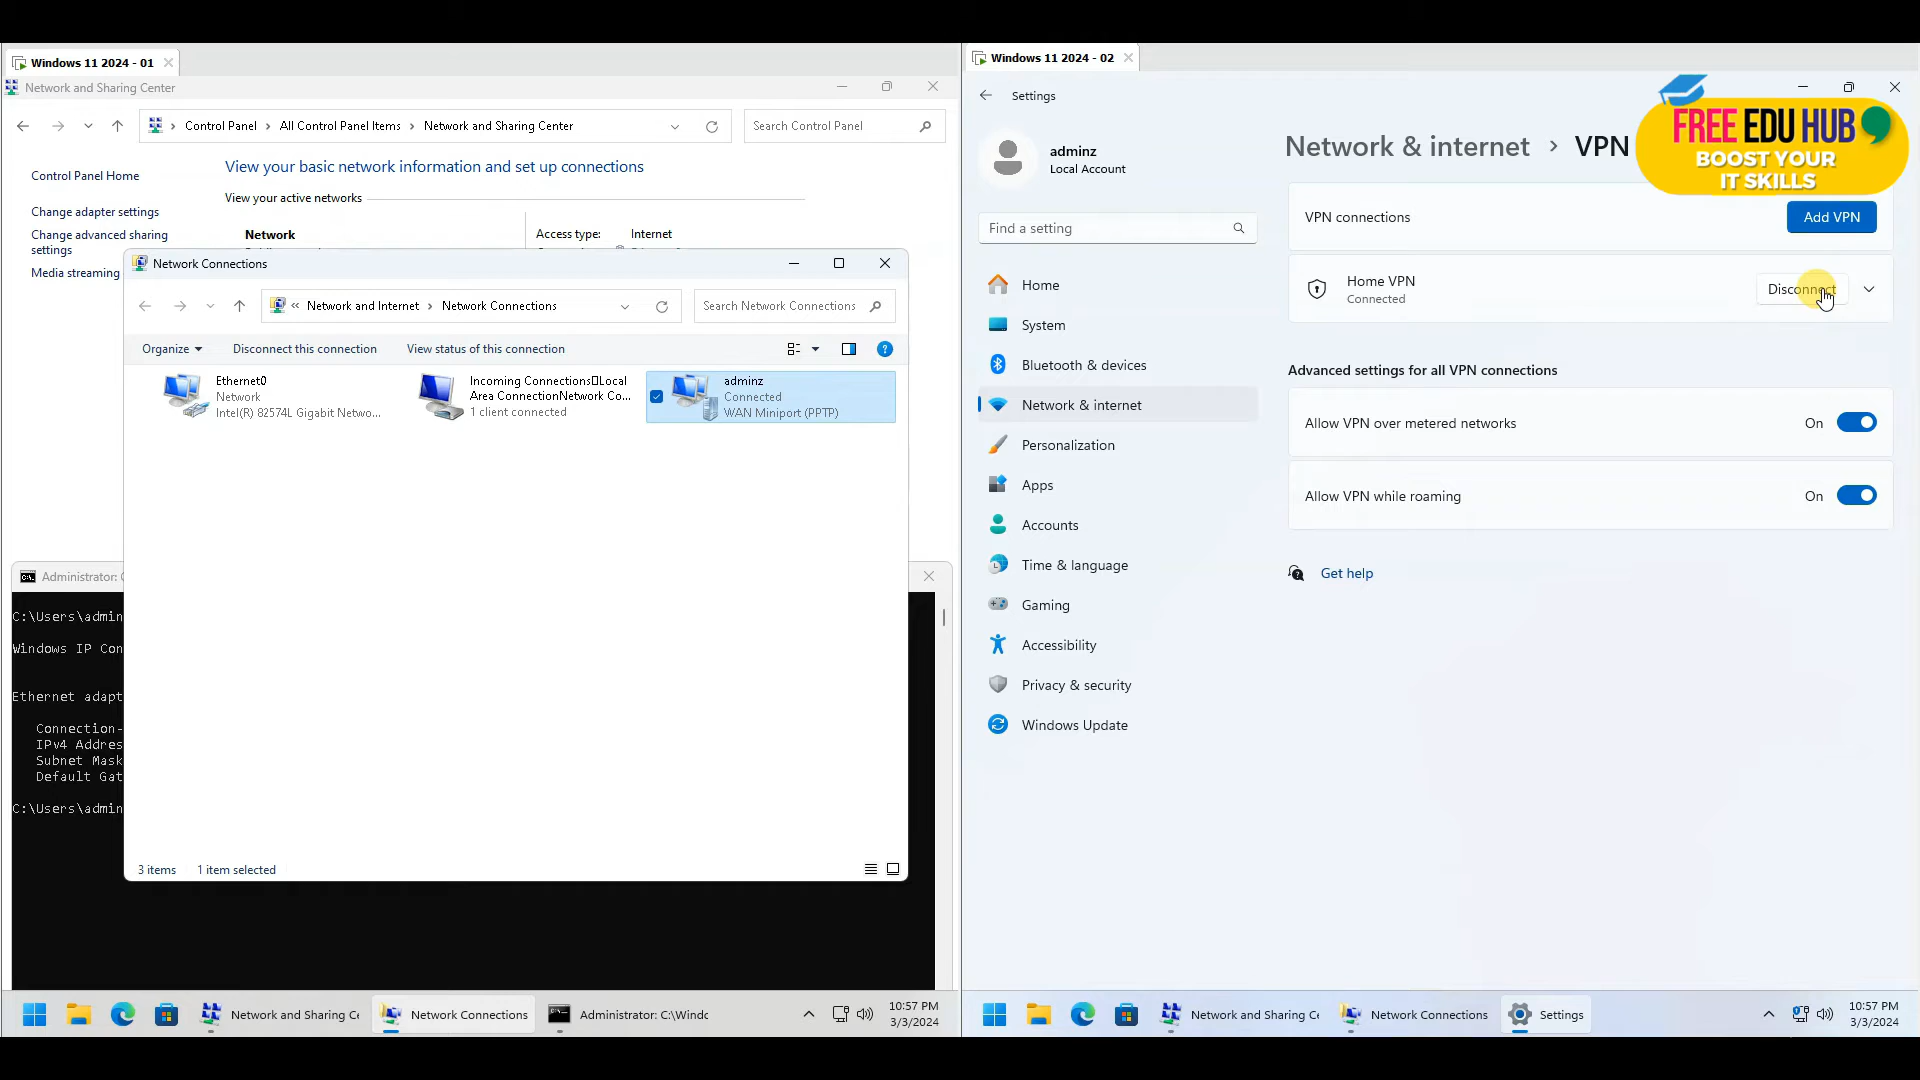 Windows 11 2024 - 01
Network and Sharing Center
Control Panel > All Control Panel Items > Network and Sharing Center
Search Control Panel
Control Panel Home
Change adapter settings
Change advanced sharing
settings
Media streaming
View your basic network information and set up connections
View your active networks
Network
Access type: Internet
Network Connections
« Network and Internet > Network Connections
Search Network Connections
Organize
Disconnect this connection
View status of this connection
Ethernet0
Network
Intel(R) 82574L Gigabit Netwo...
Incoming Connections▯Local
Area ConnectionNetwork Co...
1 client connected
adminz
Connected
WAN Miniport (PPTP)
3 items 1 item selected
Administrator: C
C:\Users\admin
Windows IP Con
Ethernet adapt
Connection-
IPv4 Addres
Subnet Mask
Default Gat
C:\Users\admin
Network and Sharing Ce
Network Connections
Administrator: C:\Windc
10:57 PM
3/3/2024
Windows 11 2024 - 02
Settings
FREE EDU HUB
BOOST YOUR
IT SKILLS
adminz
Local Account
Find a setting
Home
System
Bluetooth & devices
Network & internet
Personalization
Apps
Accounts
Time & language
Gaming
Accessibility
Privacy & security
Windows Update
Network & internet > VPN
VPN connections
Add VPN
Home VPN
Connected
Disconnect
Advanced settings for all VPN connections
Allow VPN over metered networks
On
Allow VPN while roaming
On
Get help
Network and Sharing Ce
Network Connections
Settings
10:57 PM
3/3/2024